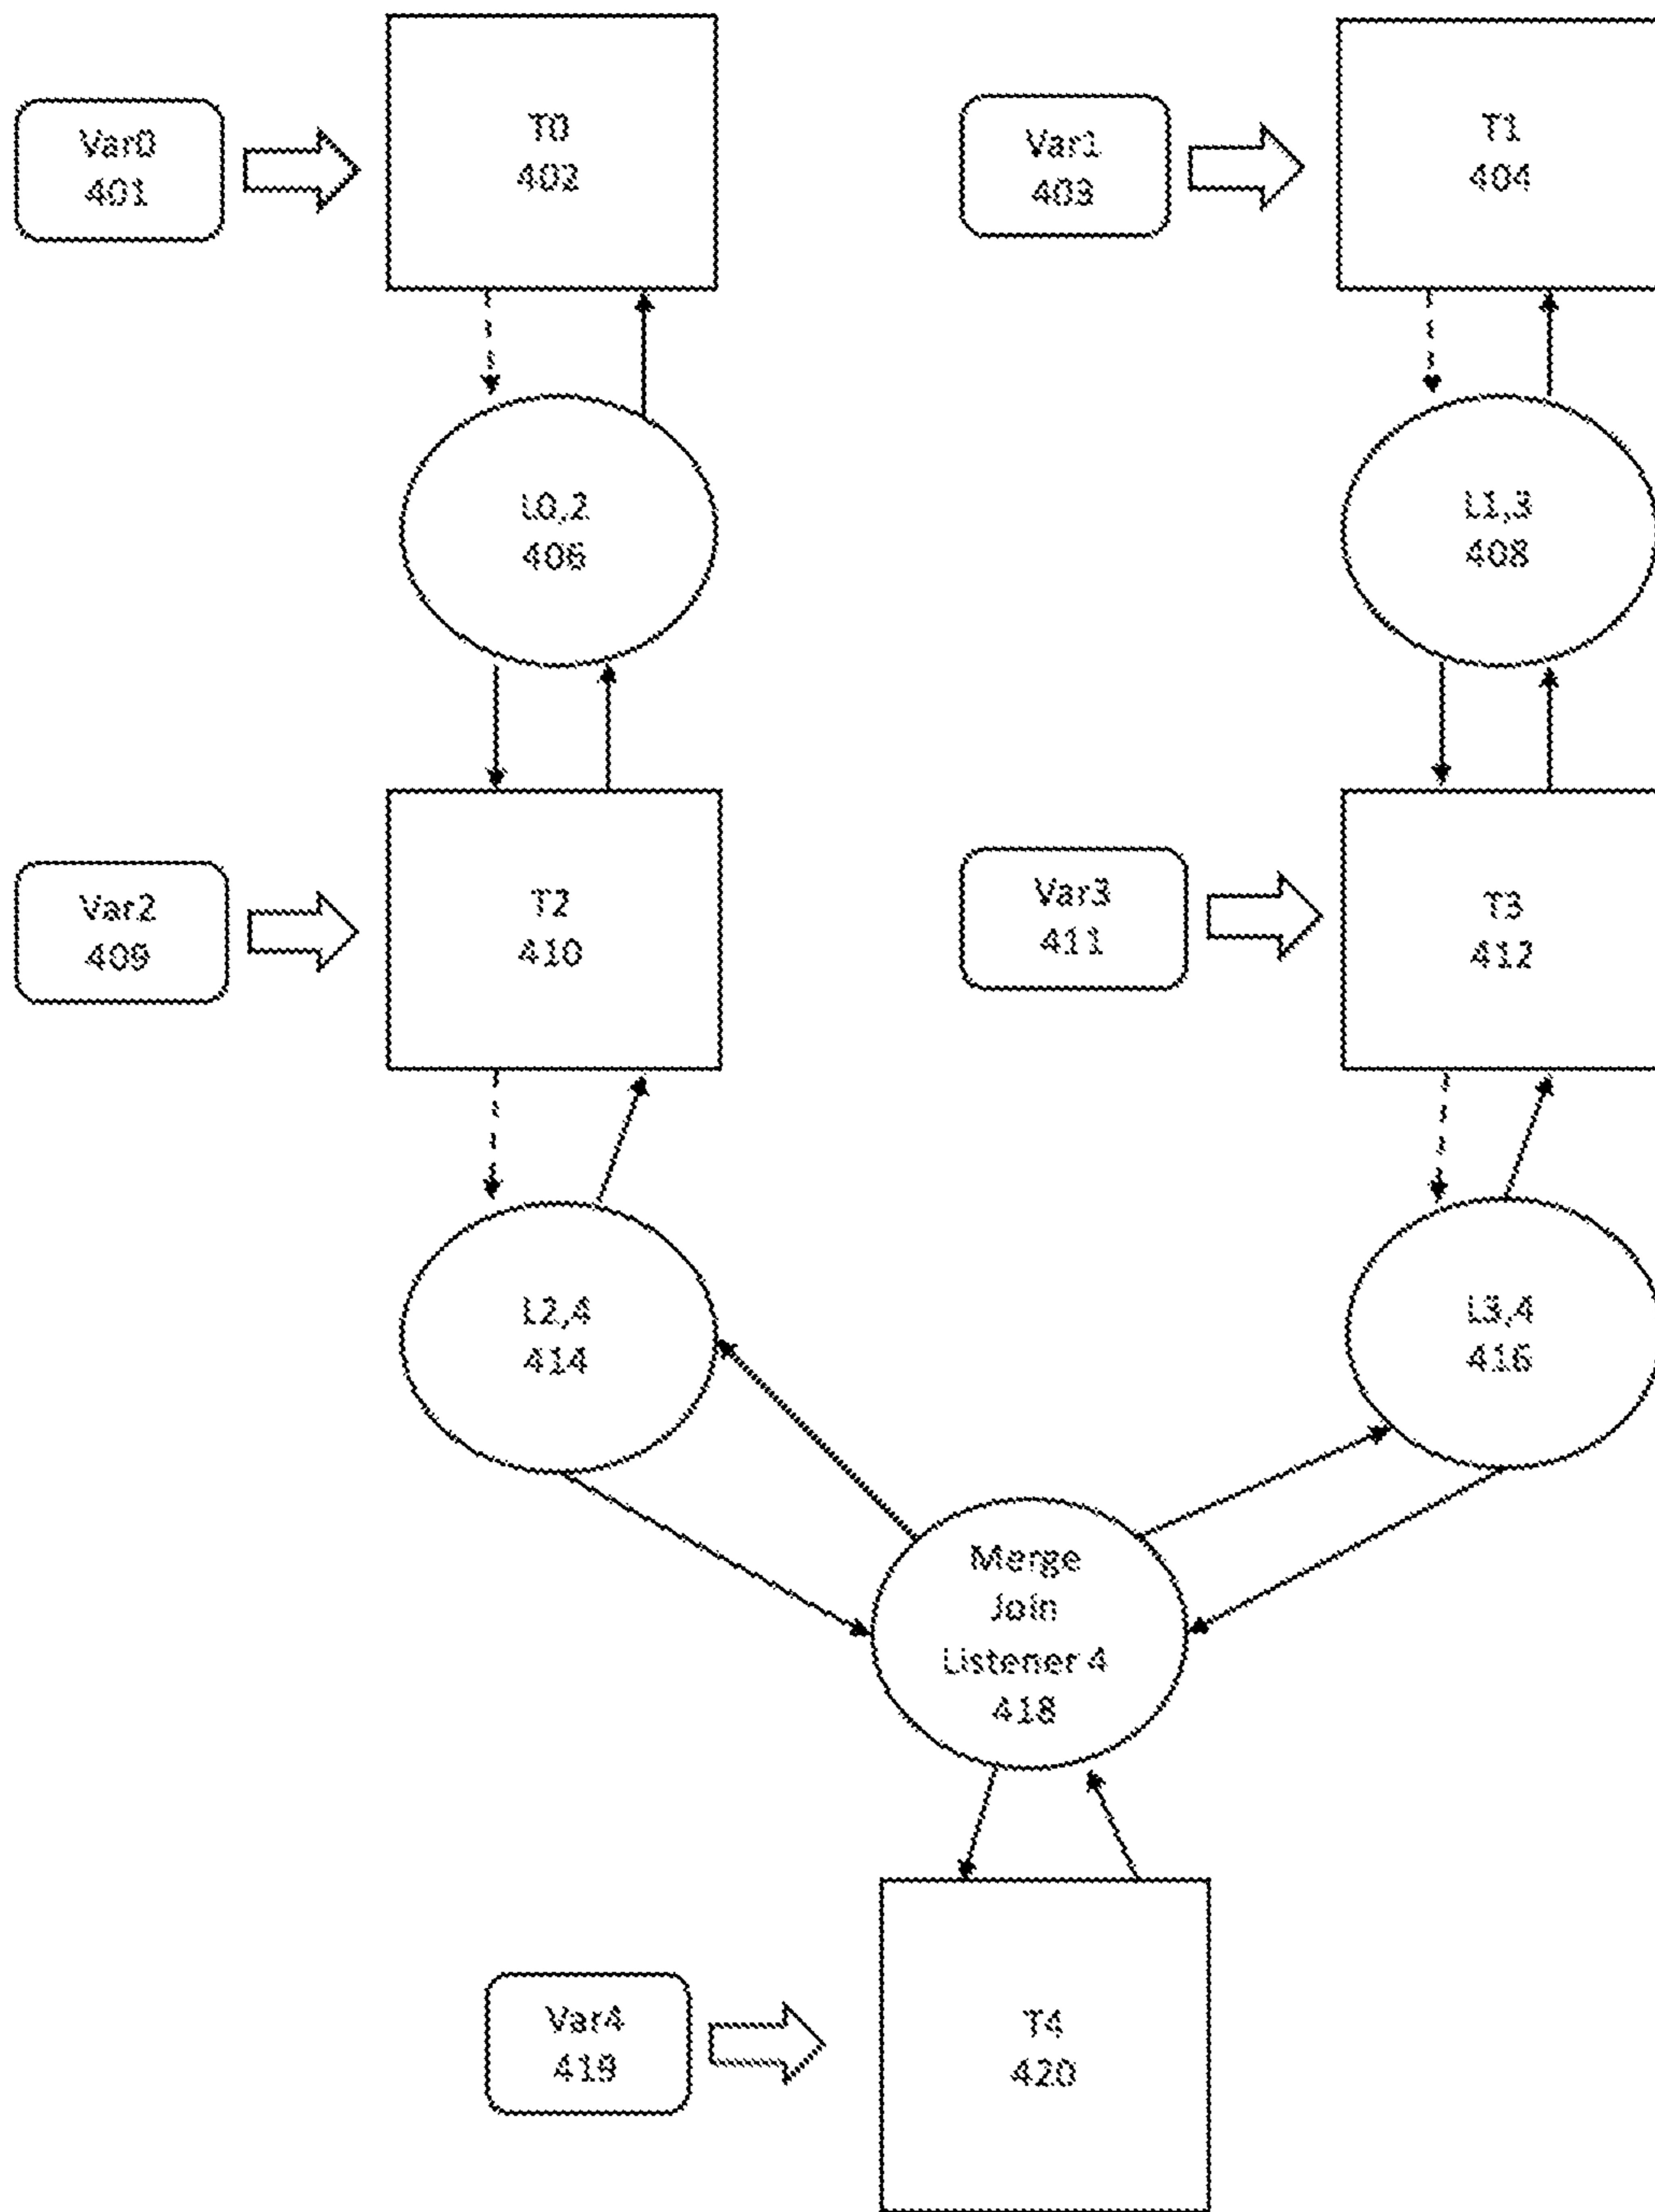 Var0
401
T0
402
Var1
403
T1
404
L0,2
406
L1,3
408
Var2
409
T2
410
Var3
411
T3
412
L2,4
414
L3,4
416
Merge
Join
Listener 4
418
Var4
419
T4
420